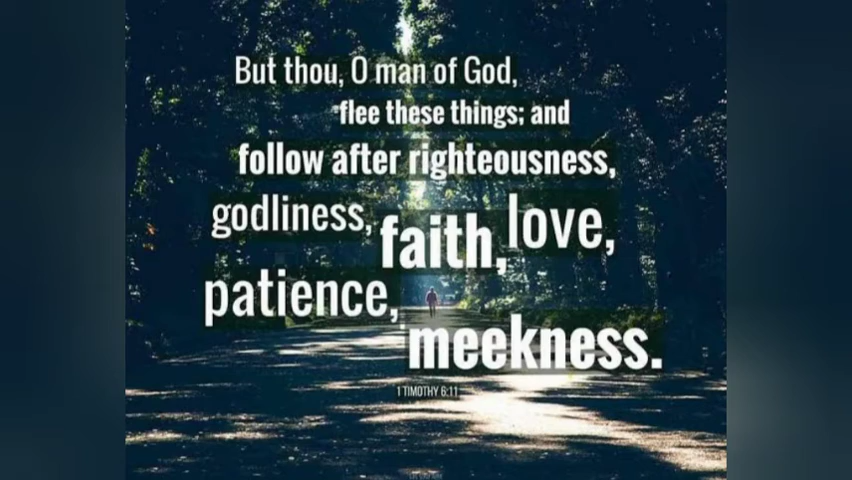 But thou, O man of God,
flee these things; and
follow after righteousness,
godliness, faith, love,
patience,
meekness.
1 TIMOTHY 6:11